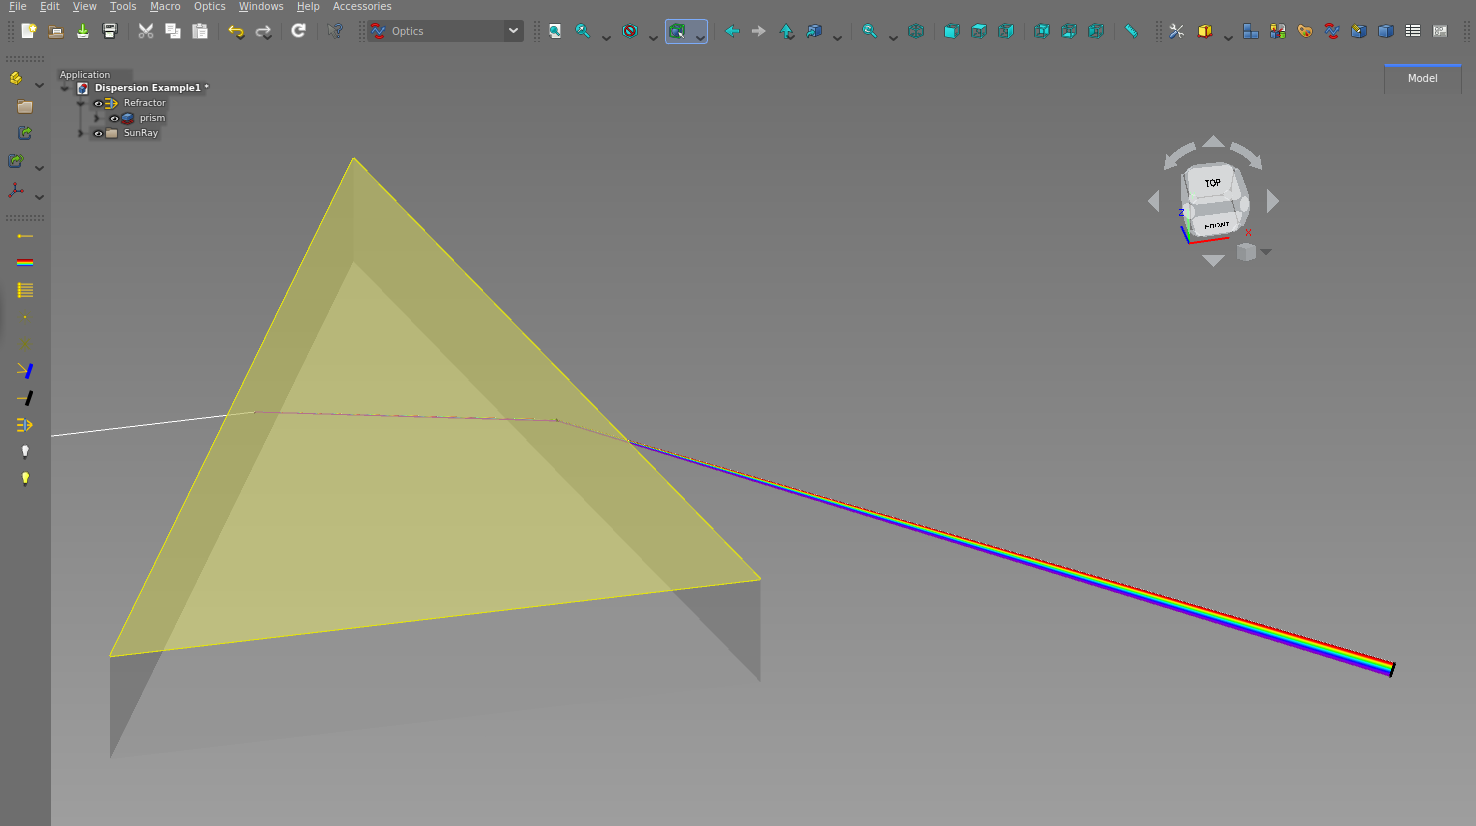 File Edit View Tools Macro Optics Windows Help Accessories
Optics
Application
Dispersion Example1 *
Refractor
prism
SunRay
Model
TOP
FRONT
Z
X